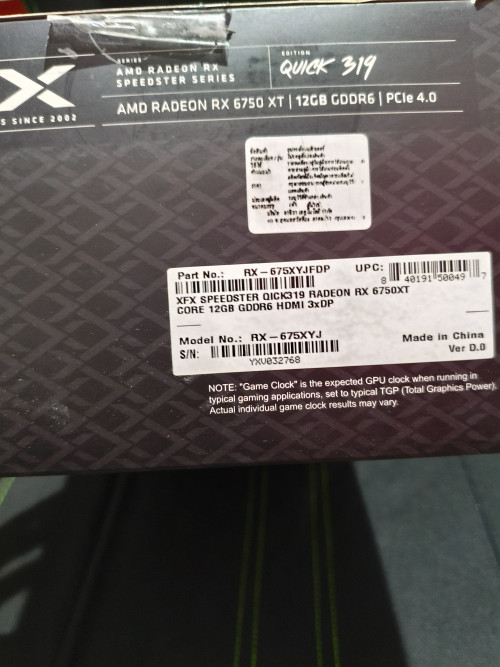 SERIES
AMD RADEON RX
SPEEDSTER SERIES
EDITION
QUICK 319
S SINCE 2002
AMD RADEON RX 6750 XT | 12GB GDDR6 | PCIe 4.0
Part No.: RX-675XYJFDP UPC:
8 40191 50049 7
XFX SPEEDSTER QICK319 RADEON RX 6750XT
CORE 12GB GDDR6 HDMI 3xDP
Model No.: RX-675XYJ Made in China
S/N: Ver D.0
YXV032768
NOTE: "Game Clock" is the expected GPU clock when running in
typical gaming applications, set to typical TGP (Total Graphics Power).
Actual individual game clock results may vary.